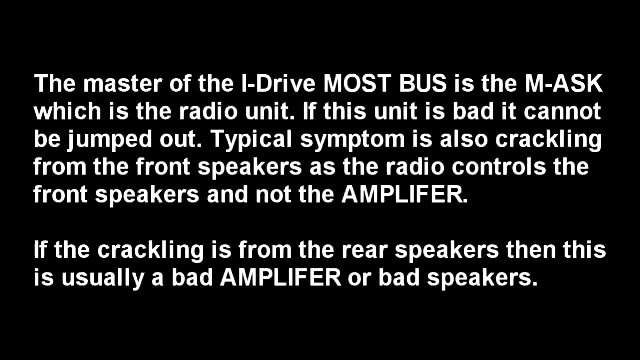 The master of the I-Drive MOST BUS is the M-ASK
which is the radio unit. If this unit is bad it cannot
be jumped out. Typical symptom is also crackling
from the front speakers as the radio controls the
front speakers and not the AMPLIFER.
If the crackling is from the rear speakers then this
is usually a bad AMPLIFER or bad speakers.